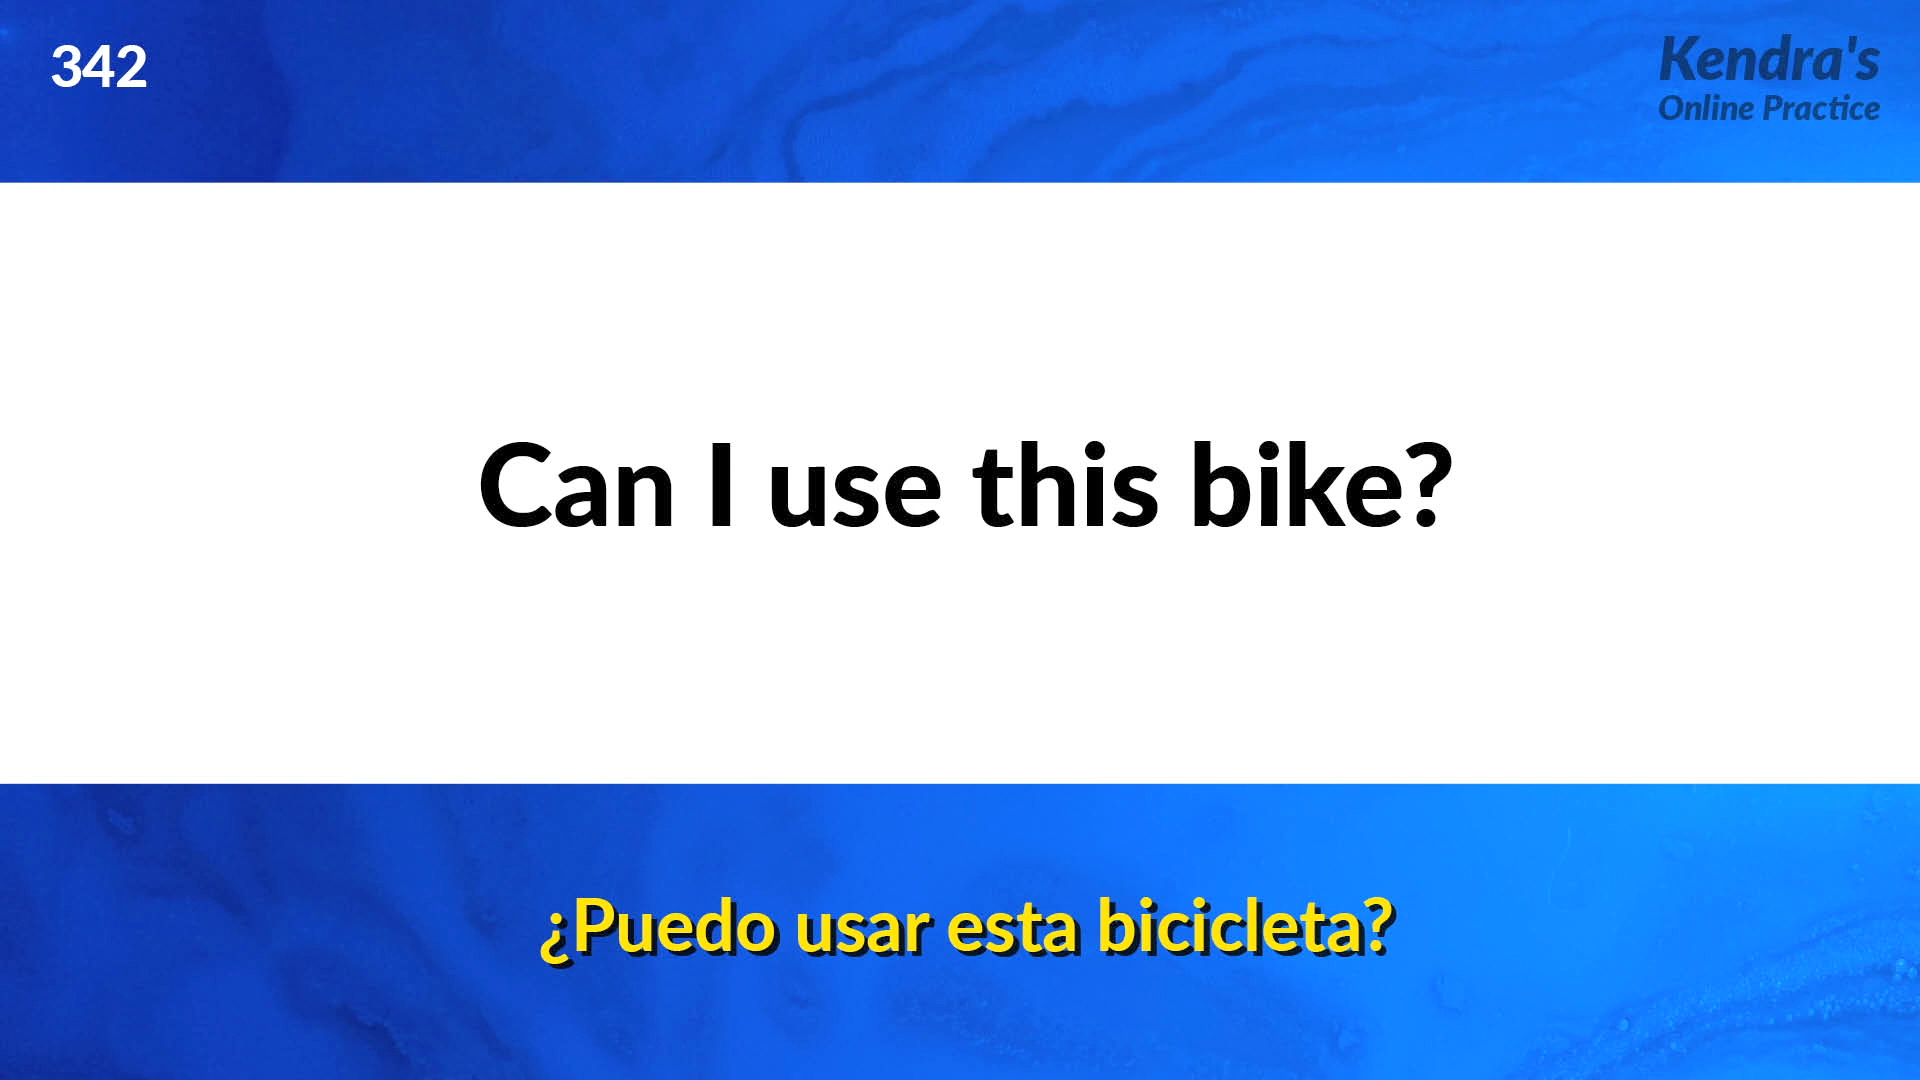 342
Kendra's
Online Practice
Can I use this bike?
¿Puedo usar esta bicicleta?